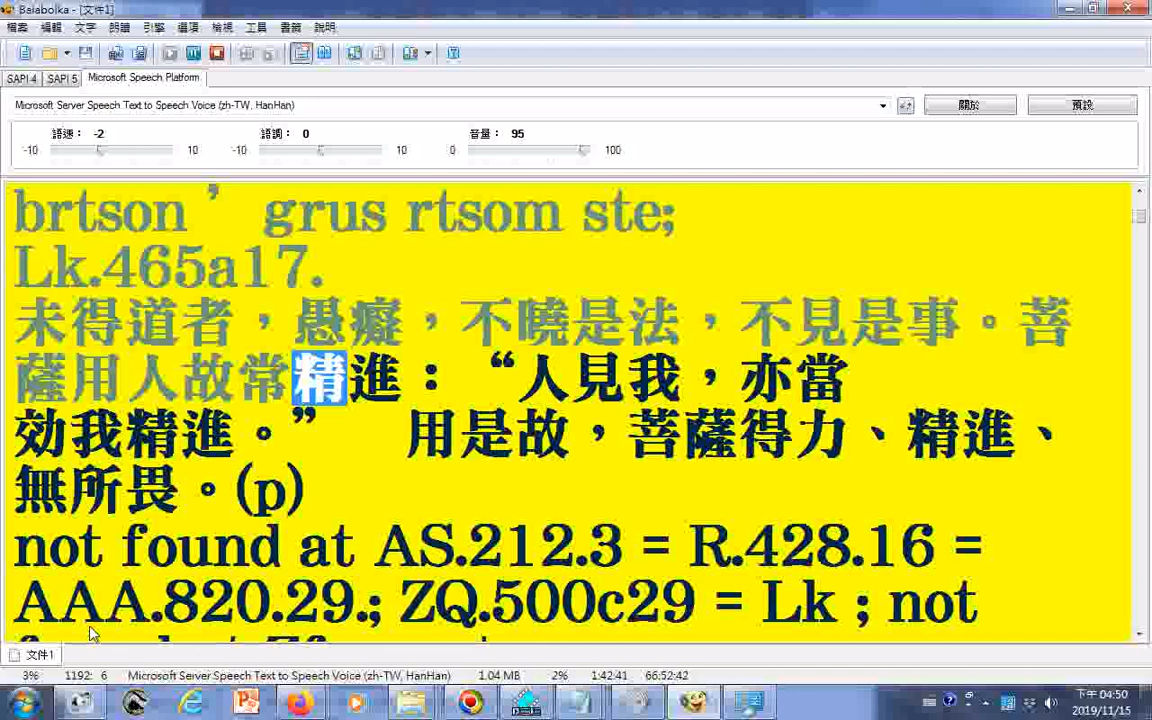 Balabolka - [文件1]
檔案 編輯 文字 朗讀 引擎 選項 檢視 工具 書籤 說明
SAPI 4 SAPI 5 Microsoft Speech Platform
Microsoft Server Speech Text to Speech Voice (zh-TW, HanHan) 關於 預設
語速： -2 語調： 0 音量： 95
-10 10 -10 10 0 100
brtson ’ grus rtsom ste;
Lk.465a17.
未得道者，愚癡，不曉是法，不見是事。菩
薩用人故常精進：“人見我，亦當
効我精進。” 用是故，菩薩得力、精進、
無所畏。(p)
not found at AS.212.3 = R.428.16 =
AAA.820.29.; ZQ.500c29 = Lk ; not
文件1
3% 1192: 6 Microsoft Server Speech Text to Speech Voice (zh-TW, HanHan) 1.04 MB 2% 1:42:41 66:52:42
下午 04:50
2019/11/15